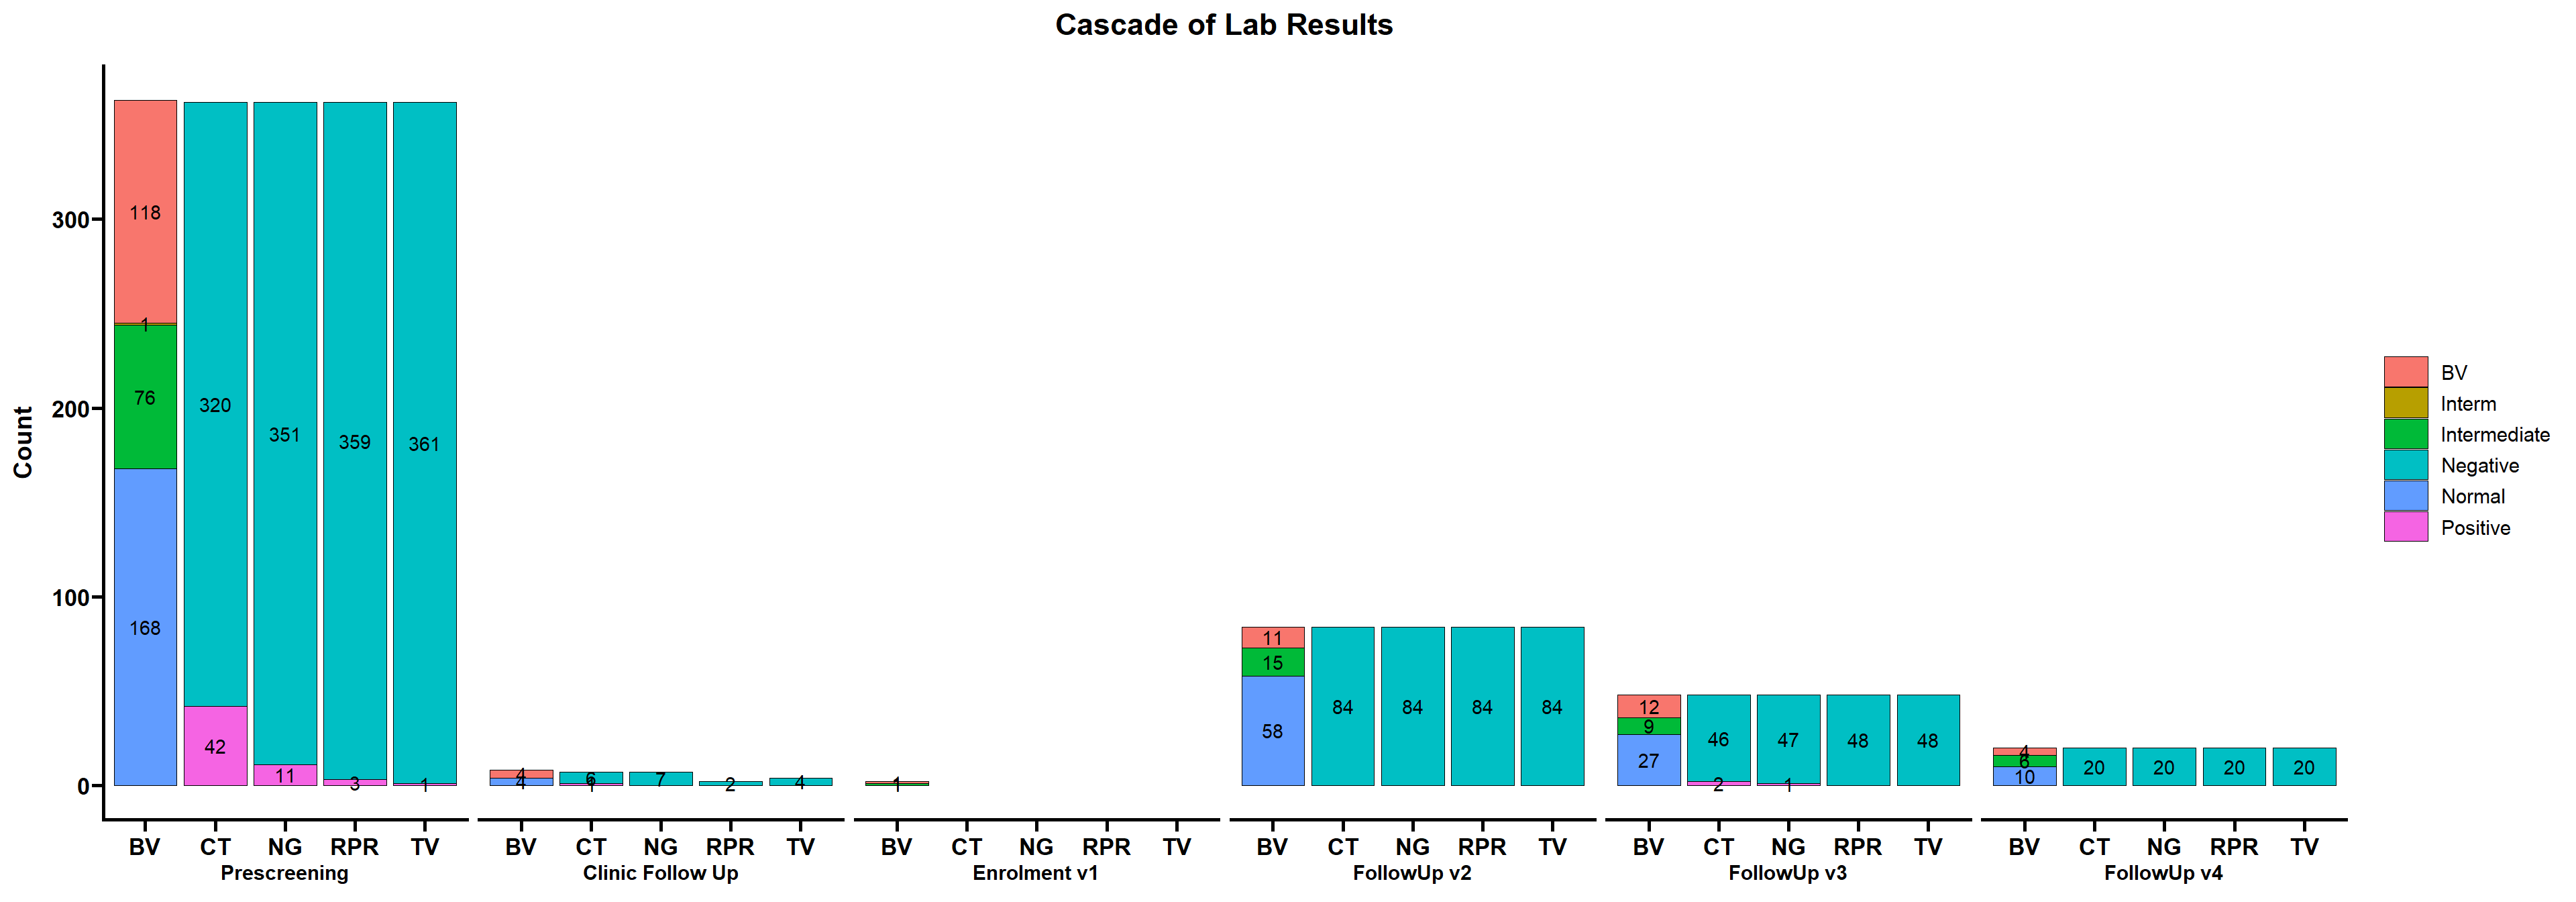 Cascade of Lab Results
Count
300
200
100
0
118
1
76
168
320
42
351
11
359
3
361
1
4
4
6
1
7
2
4
1
11
15
58
84
84
84
84
12
9
27
46
2
47
1
48
48
4
6
10
20
20
20
20
BV CT NG RPR TV
Prescreening
BV CT NG RPR TV
Clinic Follow Up
BV CT NG RPR TV
Enrolment v1
BV CT NG RPR TV
FollowUp v2
BV CT NG RPR TV
FollowUp v3
BV CT NG RPR TV
FollowUp v4
BV
Interm
Intermediate
Negative
Normal
Positive